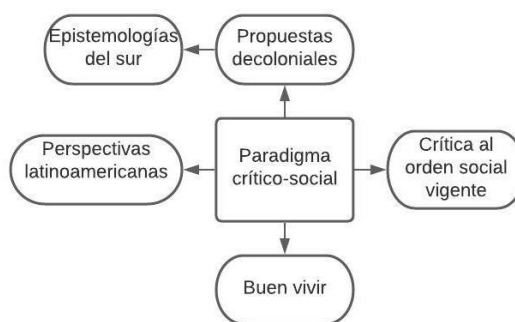 Epistemologías
del sur
Propuestas
decoloniales
Perspectivas
latinoamericanas
Paradigma
crítico-social
Crítica al
orden social
vigente
Buen vivir